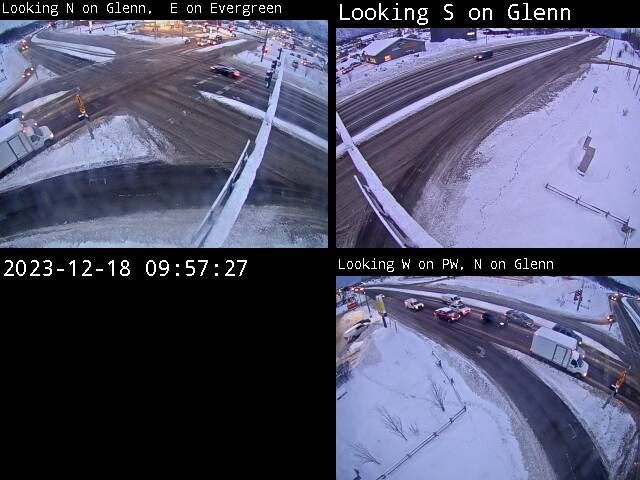 Looking N on Glenn,  E on Evergreen
Looking S on Glenn
2023-12-18 09:57:27
Looking W on PW, N on Glenn